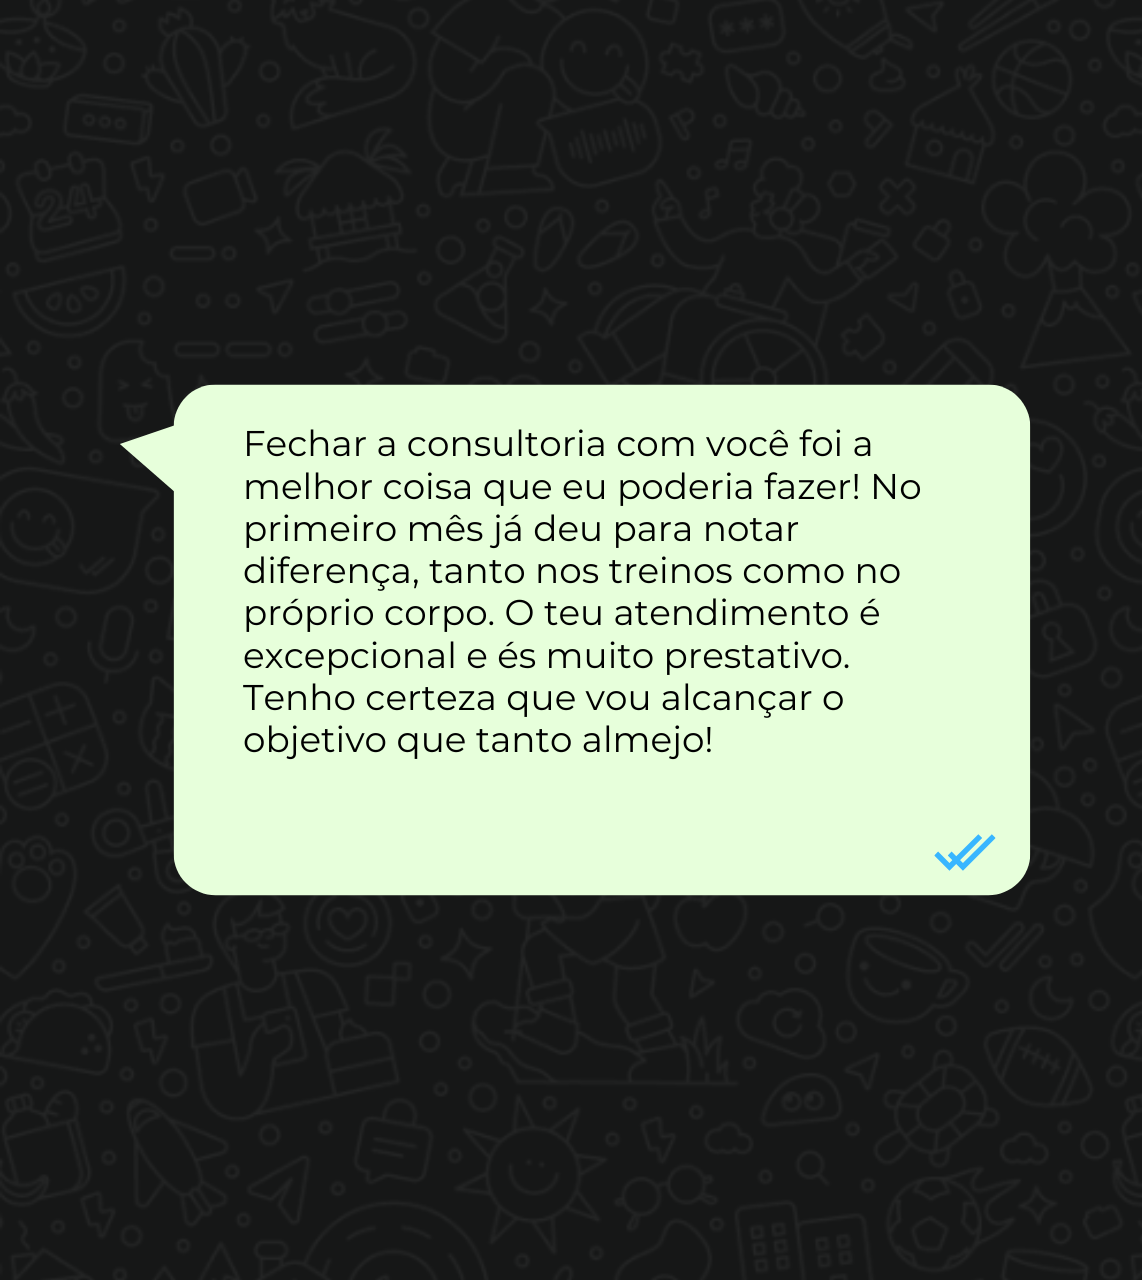 Fechar a consultoria com você foi a
melhor coisa que eu poderia fazer! No
primeiro mês já deu para notar
diferença, tanto nos treinos como no
próprio corpo. O teu atendimento é
excepcional e és muito prestativo.
Tenho certeza que vou alcançar o
objetivo que tanto almejo!
24